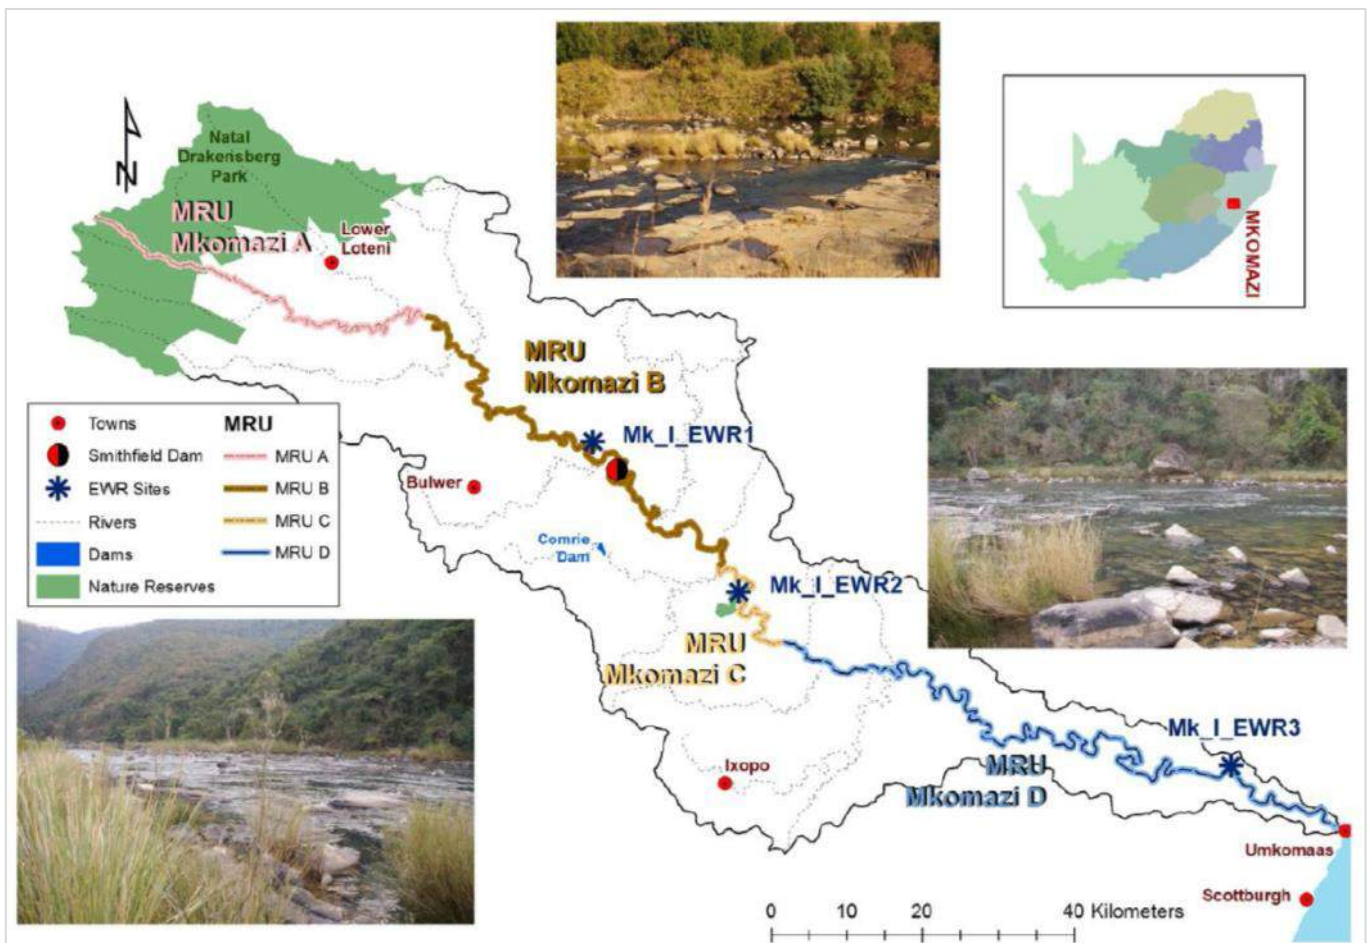 N
Natal
Drakensberg
Park
MRU
Mkomazi A
Lower
Loteni
MKOMAZI
MRU
Mkomazi B
Mk_I_EWR1
Bulwer
Comrie
Dam
Mk_I_EWR2
MRU
Mkomazi C
Mk_I_EWR3
MRU
Mkomazi D
Ixopo
Umkomaas
Scottburgh
Towns
Smithfield Dam
EWR Sites
Rivers
Dams
Nature Reserves
MRU
MRU A
MRU B
MRU C
MRU D
0 10 20 40 Kilometers